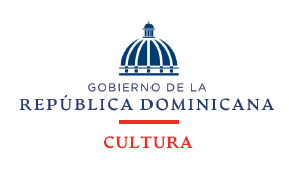 GOBIERNO DE LA
REPÚBLICA DOMINICANA
CULTURA